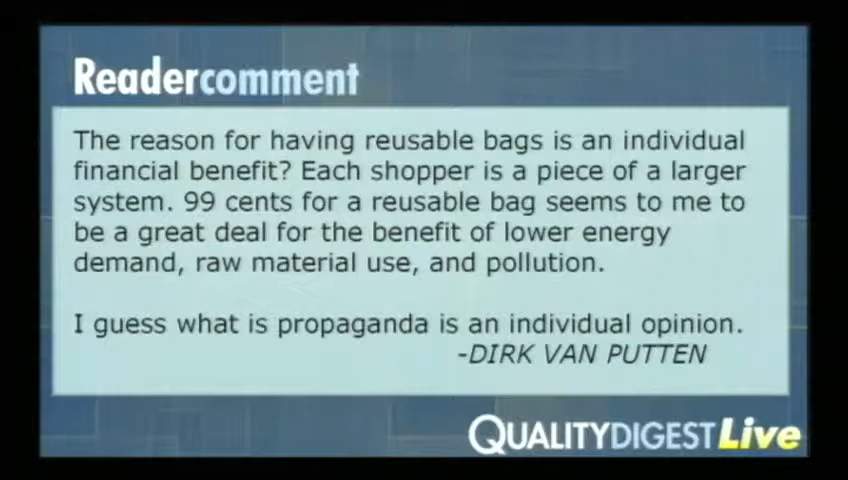 Readercomment
The reason for having reusable bags is an individual
financial benefit? Each shopper is a piece of a larger
system. 99 cents for a reusable bag seems to me to
be a great deal for the benefit of lower energy
demand, raw material use, and pollution.
I guess what is propaganda is an individual opinion.
-DIRK VAN PUTTEN
QUALITYDIGESTLive